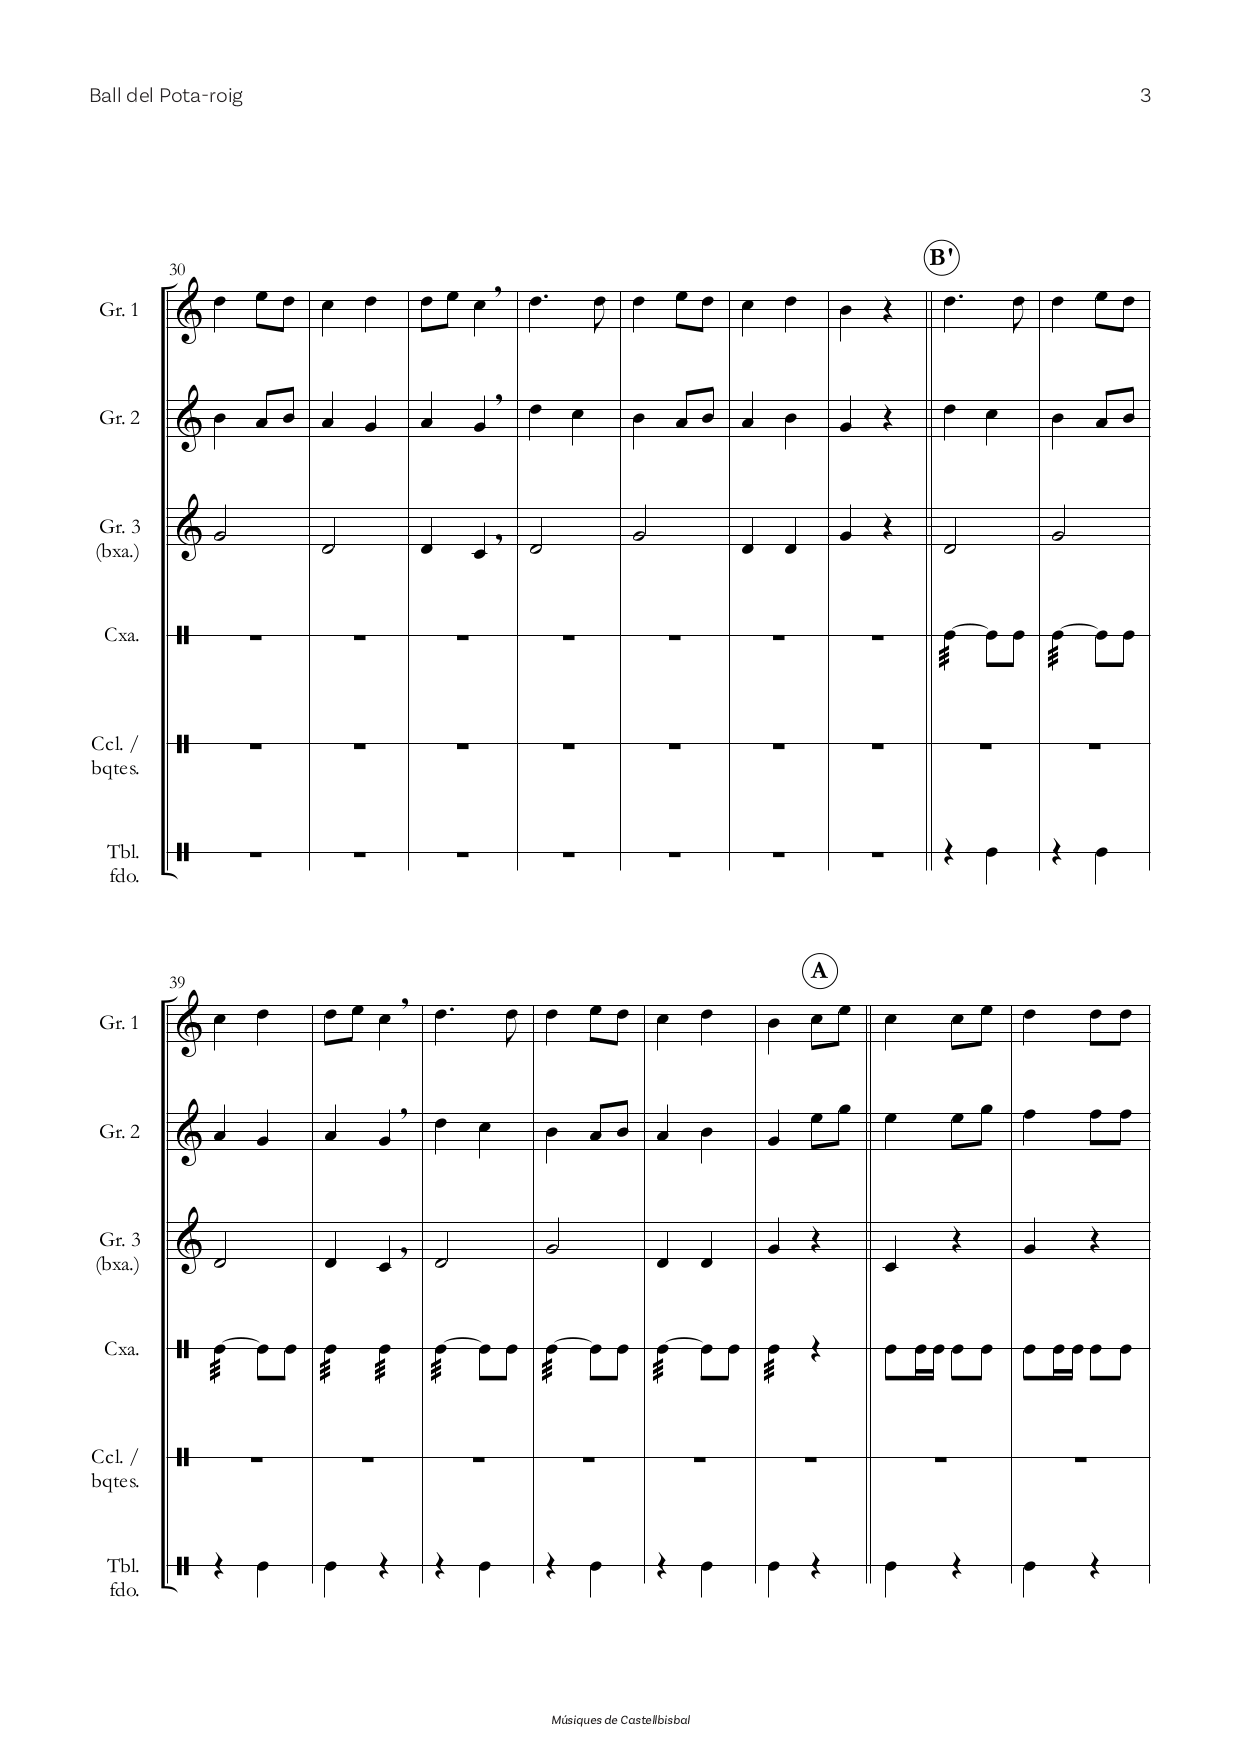 Ball del Pota-roig
3
B'
30
Gr. 1
Gr. 2
Gr. 3
(bxa.)
Cxa.
Ccl. /
bqtes.
Tbl.
fdo.
A
39
Gr. 1
Gr. 2
Gr. 3
(bxa.)
Cxa.
Ccl. /
bqtes.
Tbl.
fdo.
Músiques de Castellbisbal